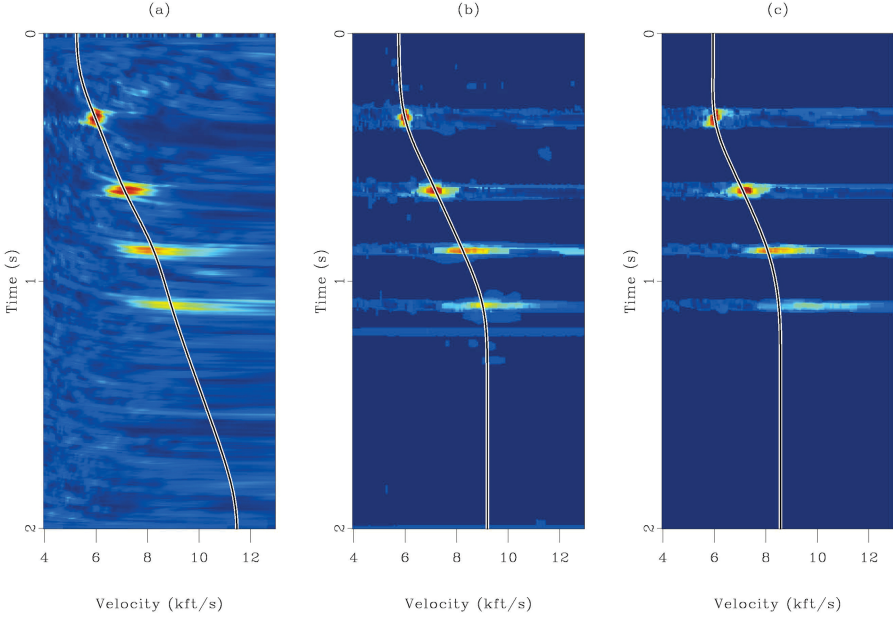 (a) (b) (c)
0 0 0
Time (s) Time (s) Time (s)
1 1 1
2 2 2
4 6 8 10 12 4 6 8 10 12 4 6 8 10 12
Velocity (kft/s) Velocity (kft/s) Velocity (kft/s)